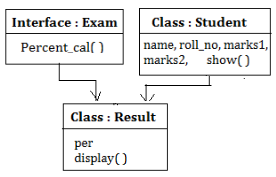 Interface : Exam
Percent_cal( )
Class : Student
name, roll_no, marks1,
marks2, show( )
Class : Result
per
display( )